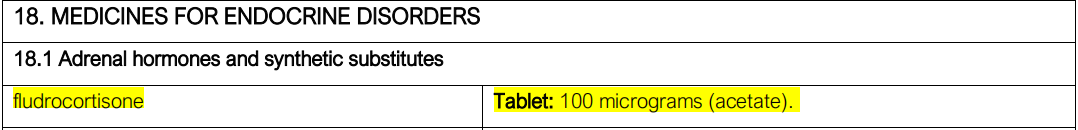 18. MEDICINES FOR ENDOCRINE DISORDERS
18.1 Adrenal hormones and synthetic substitutes
fludrocortisone
Tablet: 100 micrograms (acetate).